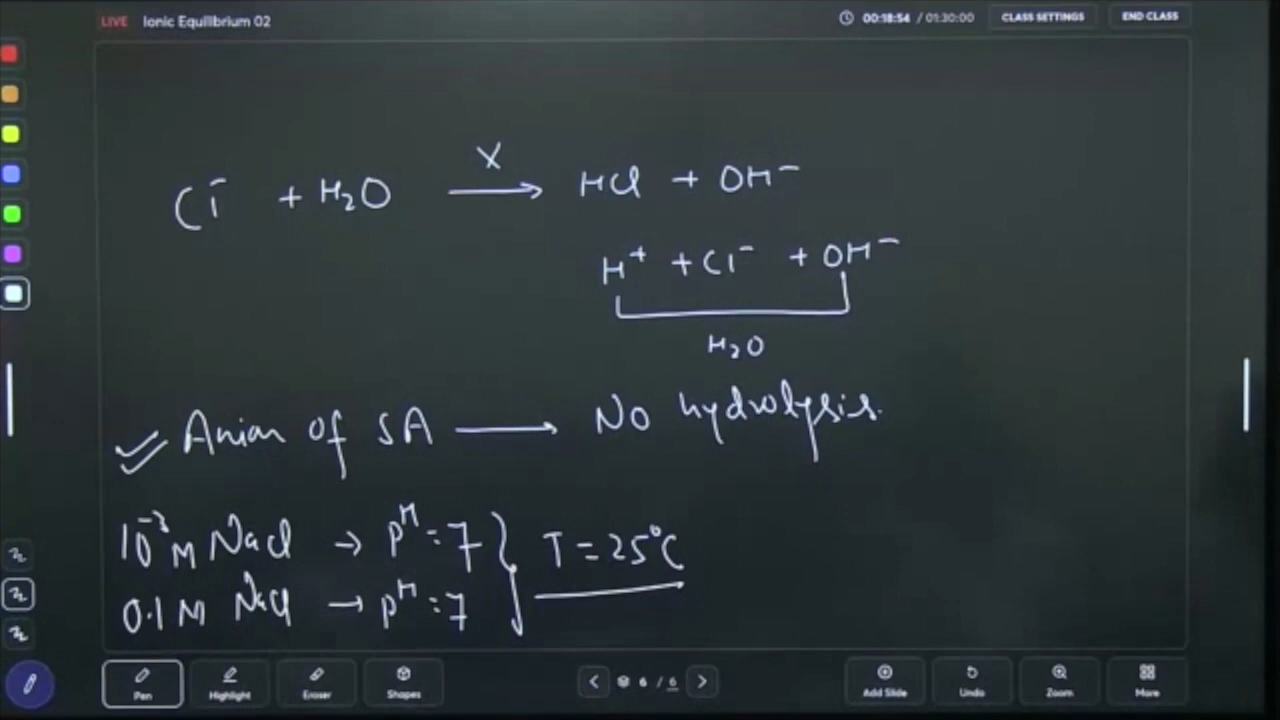 LIVE Ionic Equilibrium 02 00:18:54 / 01:30:00 CLASS SETTINGS END CLASS
Cl⁻ + H₂O X→ HCl + OH⁻
H⁺ + Cl⁻ + OH⁻
H₂O
Anion of SA → No hydrolysis.
10⁻³ M NaCl → pH = 7
T = 25°C
0.1 M NaCl → pH = 7
Pen Highlight Eraser Shapes 6 / 6 Add Slide Undo Zoom More